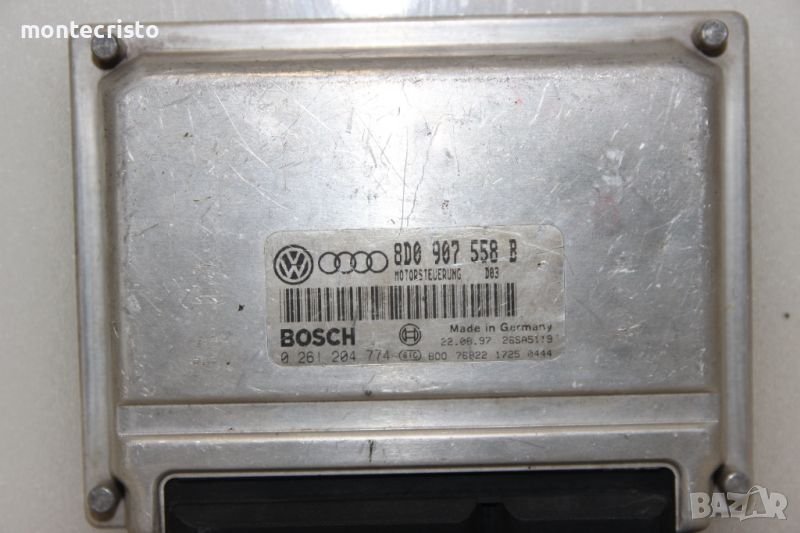 montecristo
8D0 907 558 B
MOTORSTEUERUNG D03
BOSCH
Made in Germany
22.08.97 26SA5119
0 261 204 774 BDO 76822 1725 0444
BAZAR